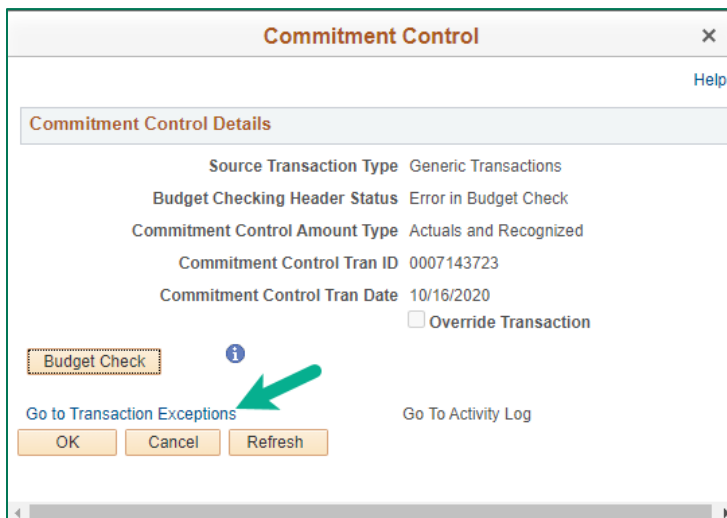 Commitment Control
Help
Commitment Control Details
Source Transaction Type Generic Transactions
Budget Checking Header Status Error in Budget Check
Commitment Control Amount Type Actuals and Recognized
Commitment Control Tran ID 0007143723
Commitment Control Tran Date 10/16/2020
Override Transaction
Budget Check
Go to Transaction Exceptions Go To Activity Log
OK Cancel Refresh